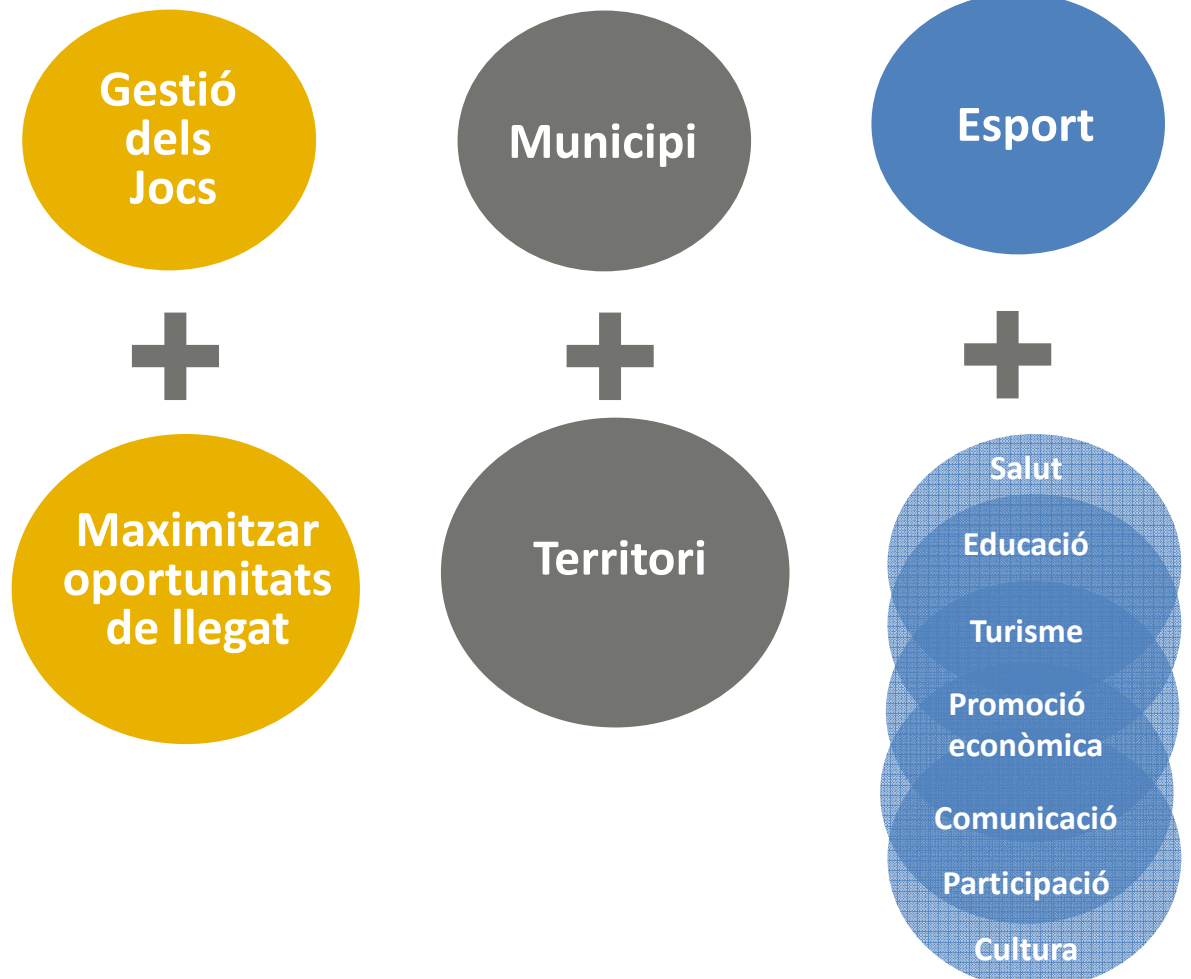 Gestió
dels
Jocs
Municipi
Esport
Maximitzar
oportunitats
de llegat
Territori
Salut
Educació
Turisme
Promoció
econòmica
Comunicació
Participació
Cultura